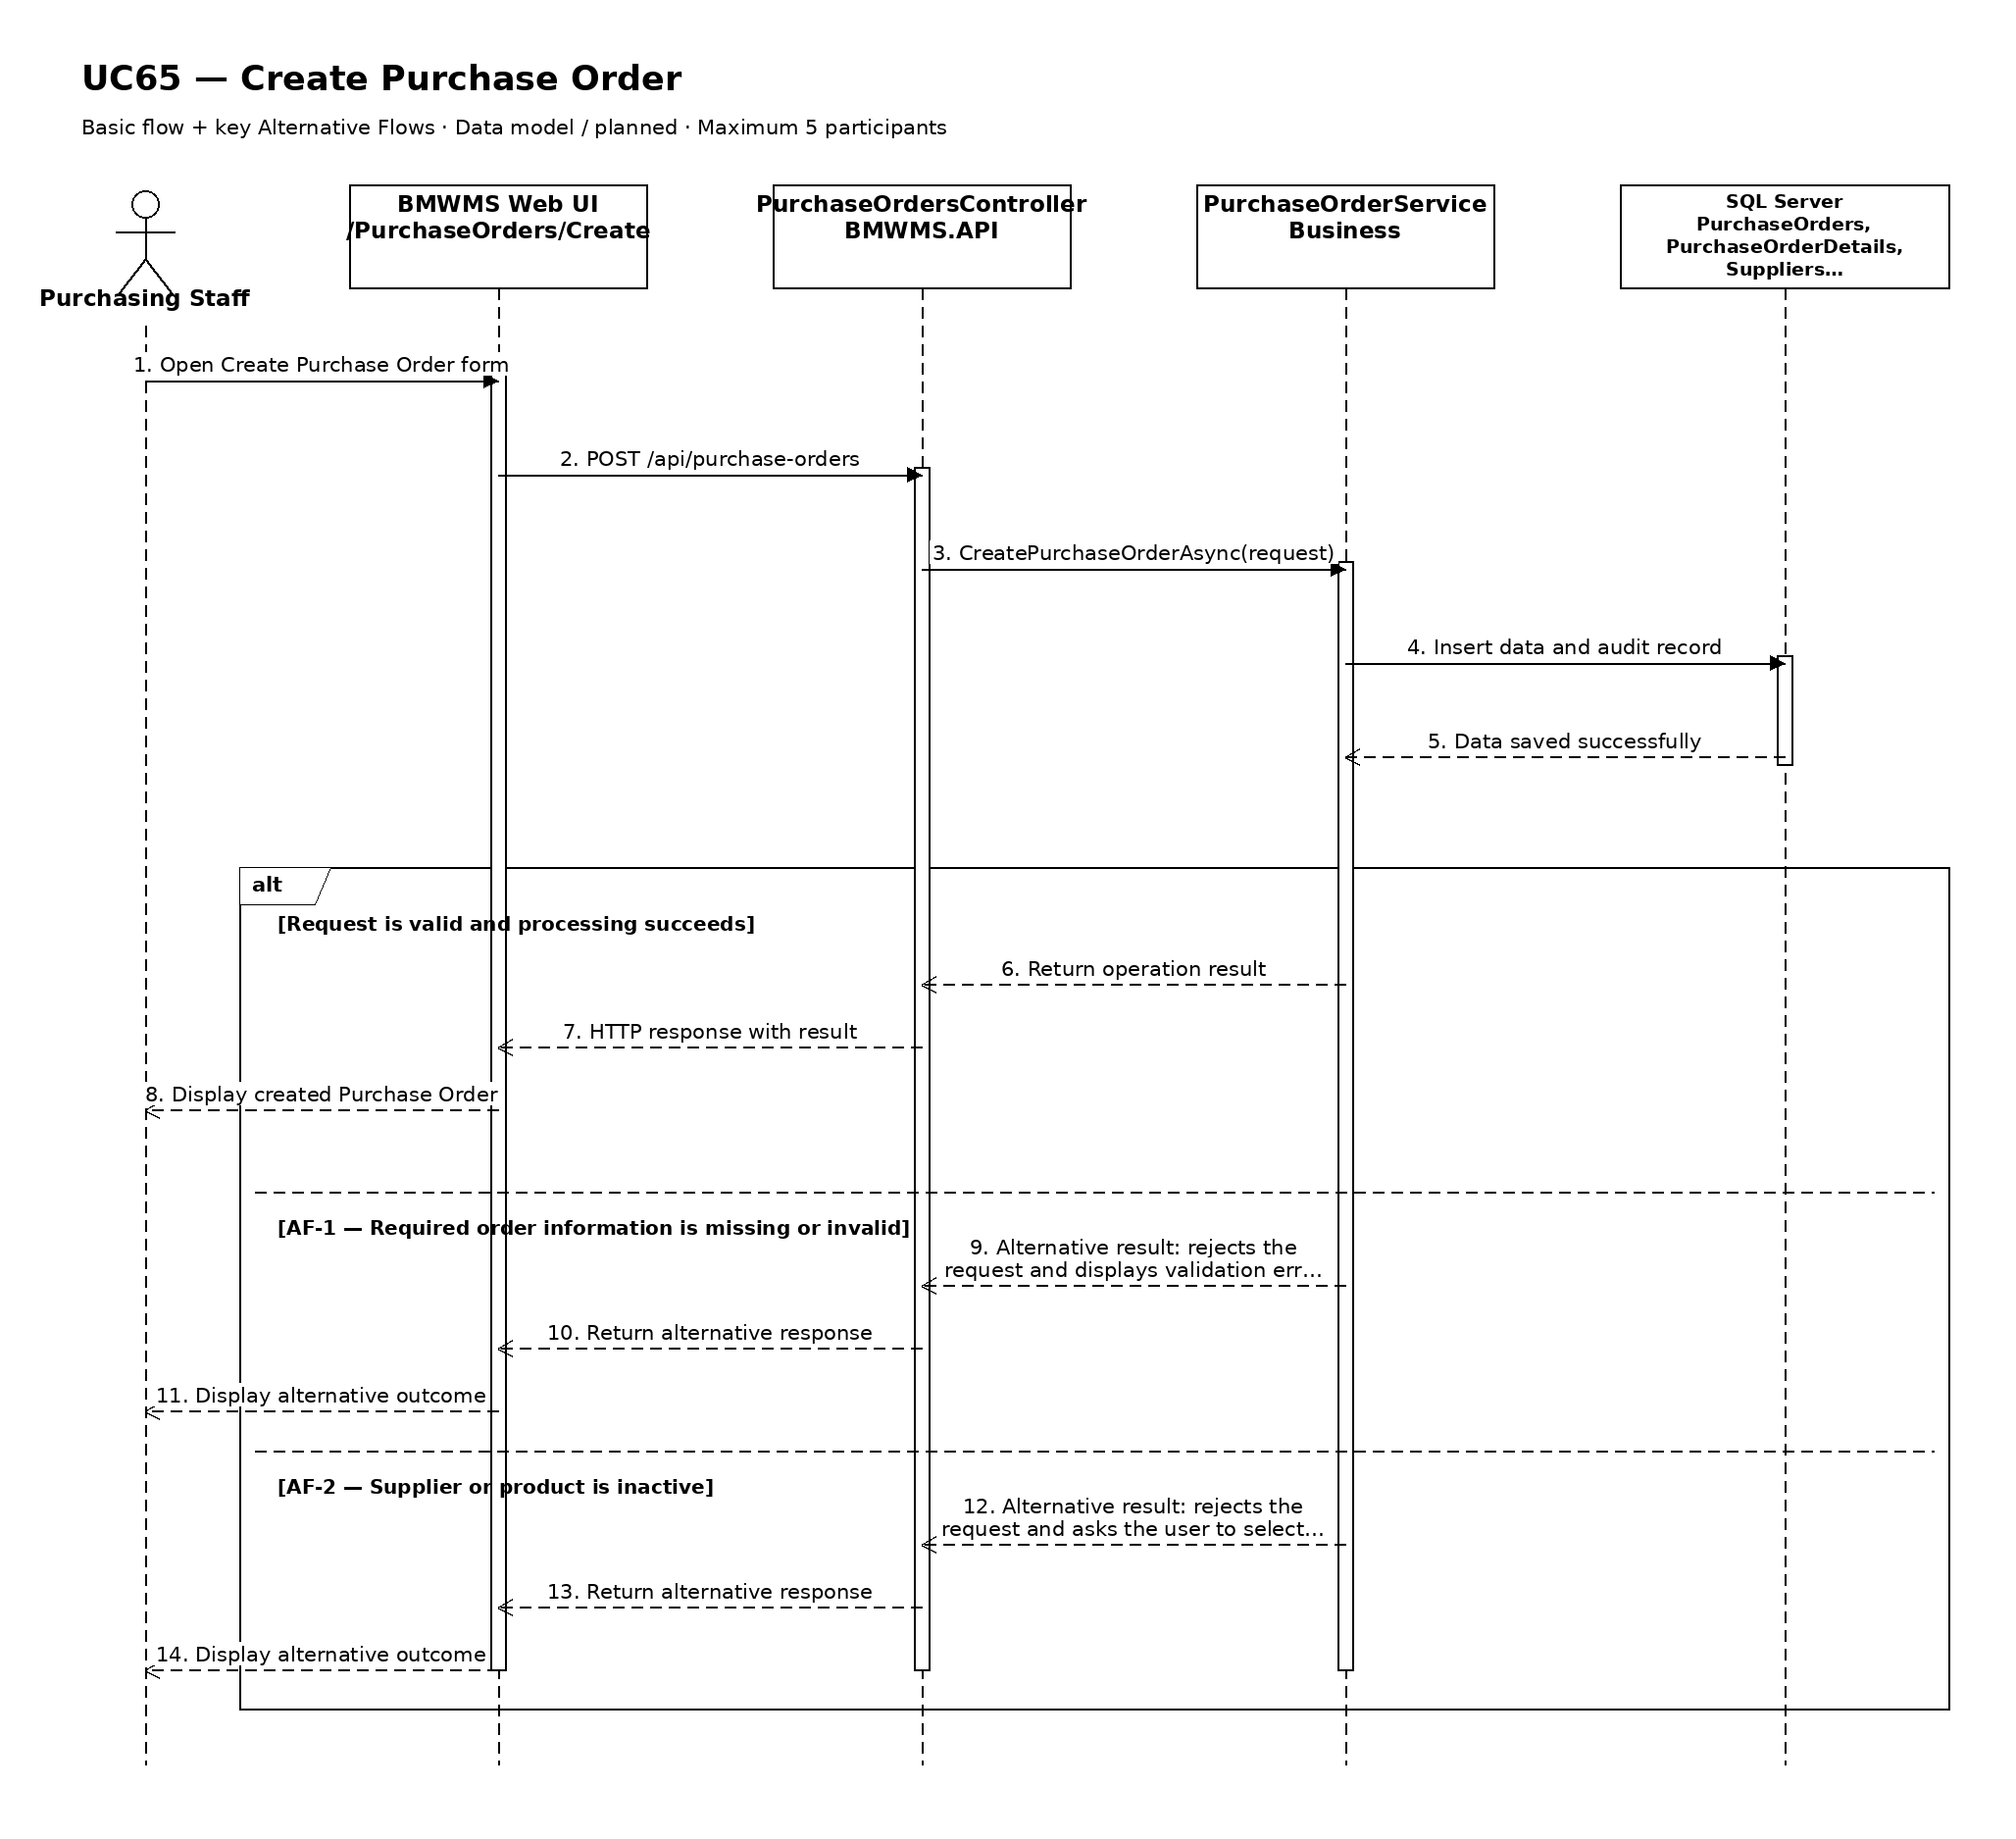 UC65 — Create Purchase Order
Basic flow + key Alternative Flows · Data model / planned · Maximum 5 participants
Purchasing Staff
BMWMS Web UI
/PurchaseOrders/Create
PurchaseOrdersController
BMWMS.API
PurchaseOrderService
Business
SQL Server
PurchaseOrders,
PurchaseOrderDetails,
Suppliers…
1. Open Create Purchase Order form
2. POST /api/purchase-orders
3. CreatePurchaseOrderAsync(request)
4. Insert data and audit record
5. Data saved successfully
alt
[Request is valid and processing succeeds]
6. Return operation result
7. HTTP response with result
8. Display created Purchase Order
[AF-1 — Required order information is missing or invalid]
9. Alternative result: rejects the
request and displays validation err…
10. Return alternative response
11. Display alternative outcome
[AF-2 — Supplier or product is inactive]
12. Alternative result: rejects the
request and asks the user to select…
13. Return alternative response
14. Display alternative outcome